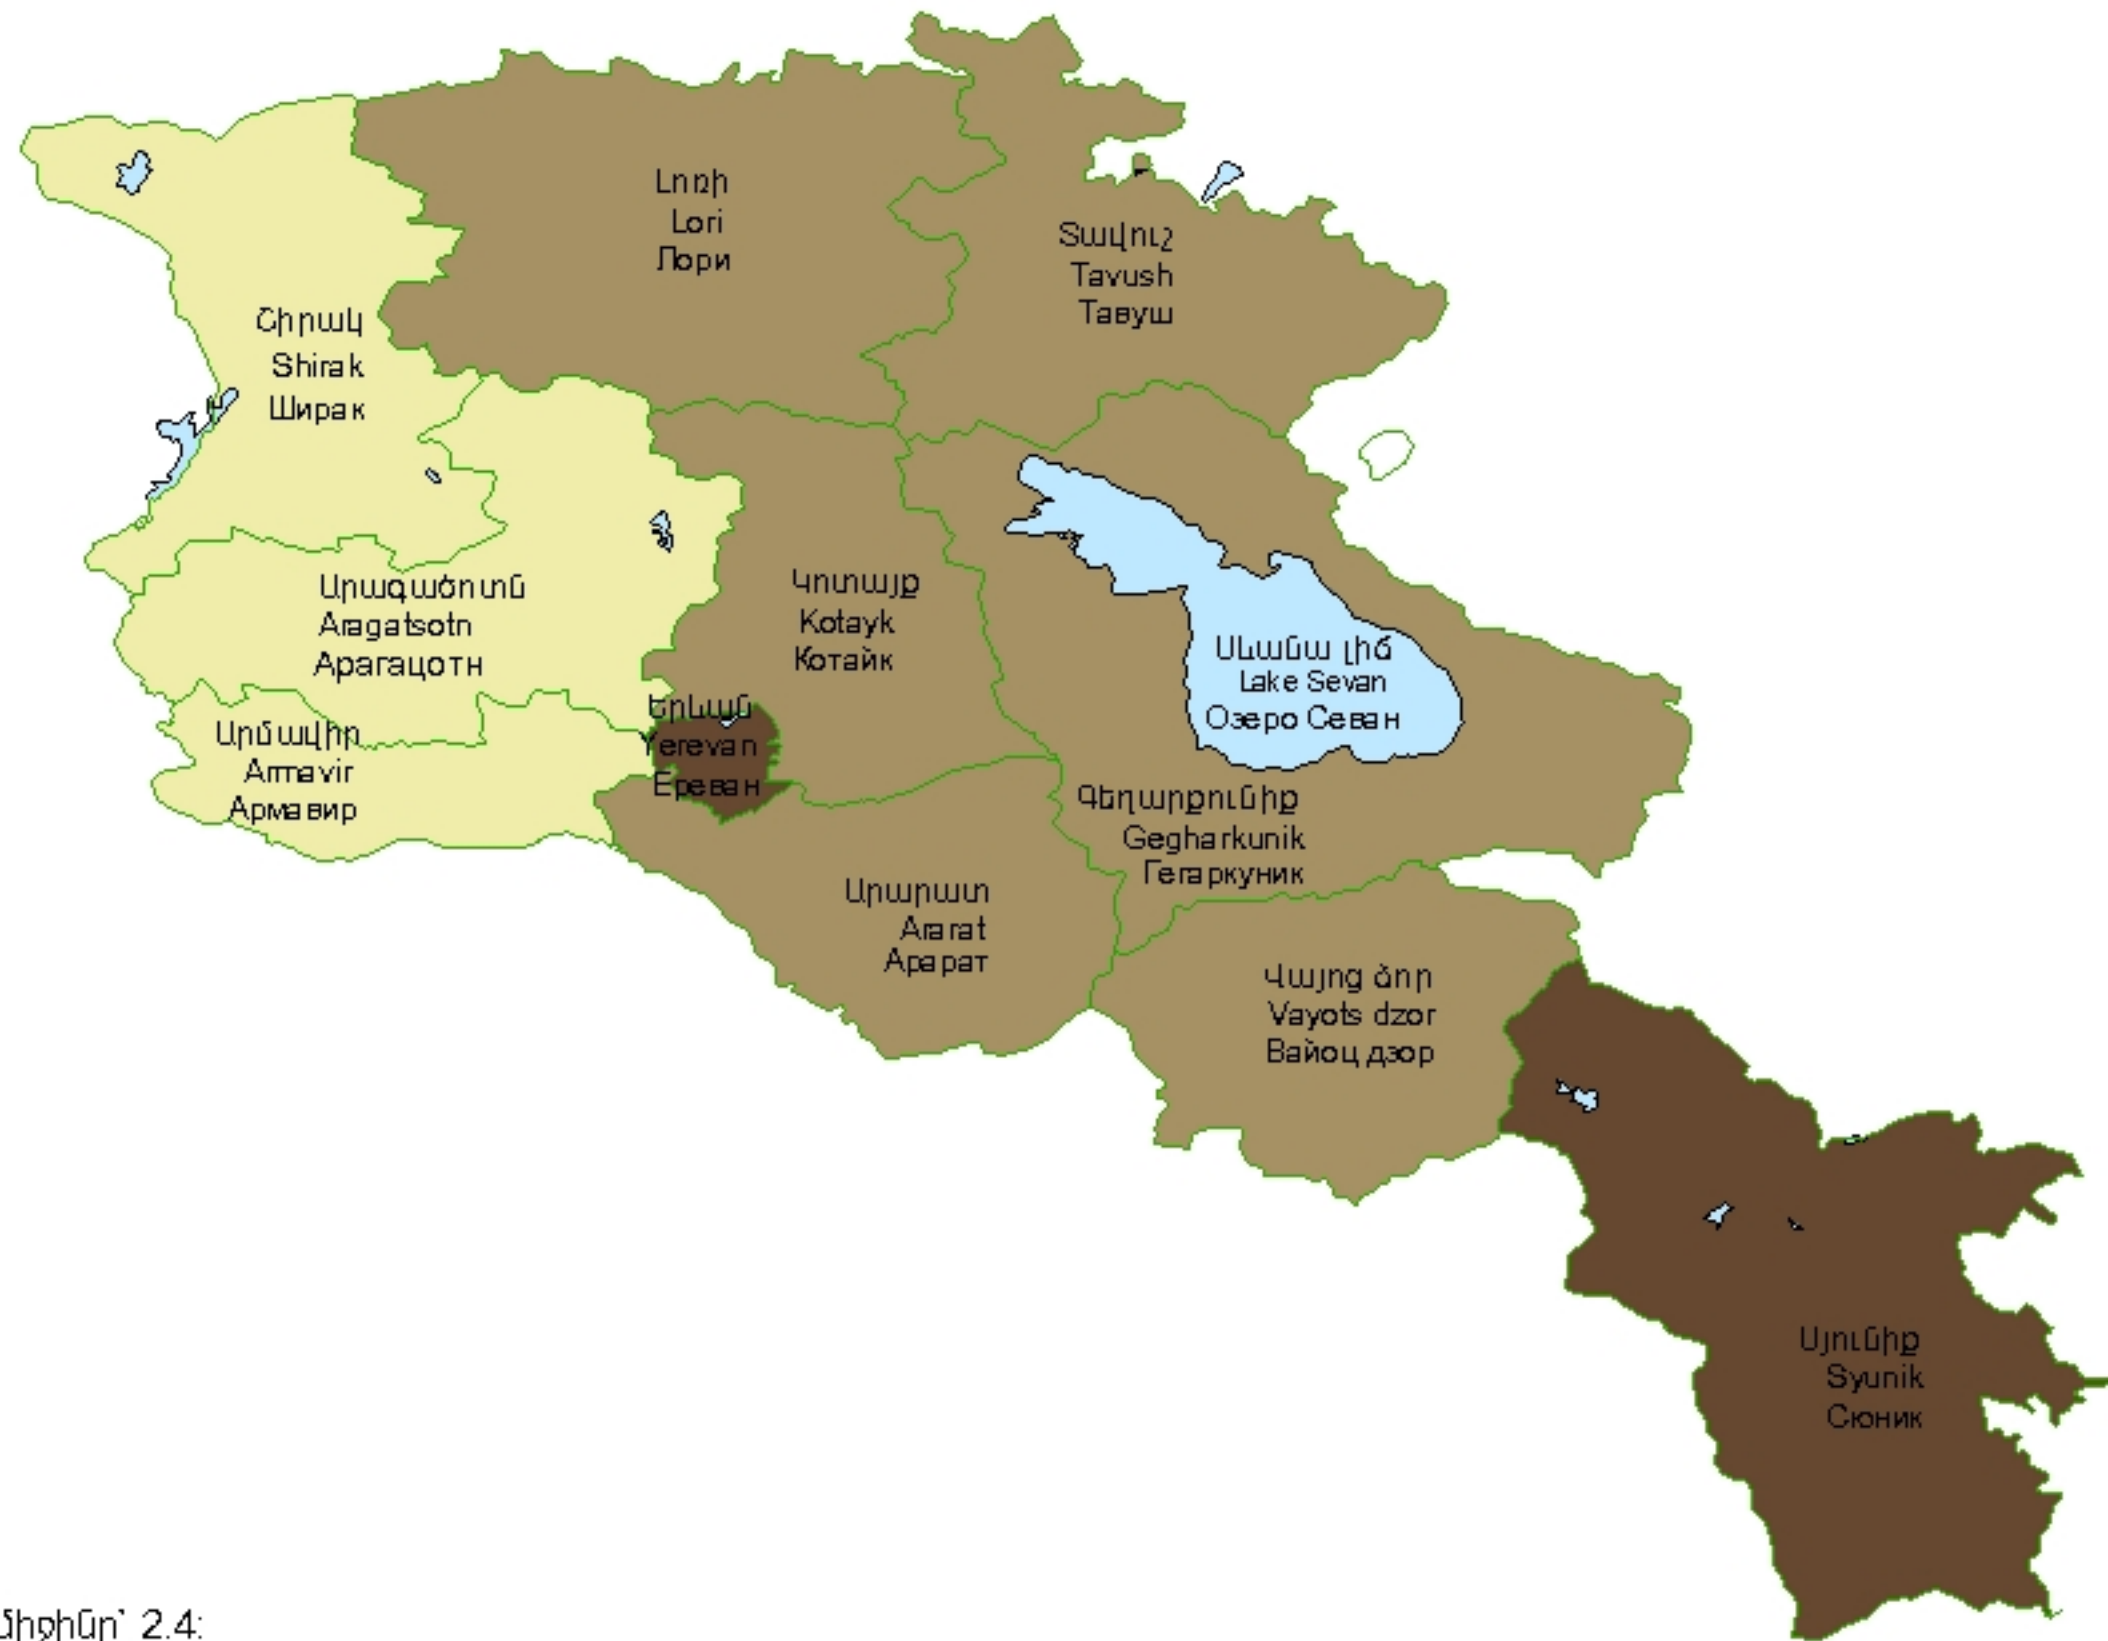 Լոռի
Lori
Лори
Տավուշ
Tavush
Тавуш
Շիրակ
Shirak
Ширак
Արագածոտն
Aragatsotn
Арагацотн
Կոտայք
Kotayk
Котайк
Սևանա լիճ
Lake Sevan
Озеро Севан
Երևան
Yerevan
Ереван
Արմավիր
Armavir
Армавир
Գեղարքունիք
Gegharkunik
Гегаркуник
Արարատ
Ararat
Арарат
Վայոց ձոր
Vayots dzor
Вайоц дзор
Սյունիք
Syunik
Сюник
2.4: